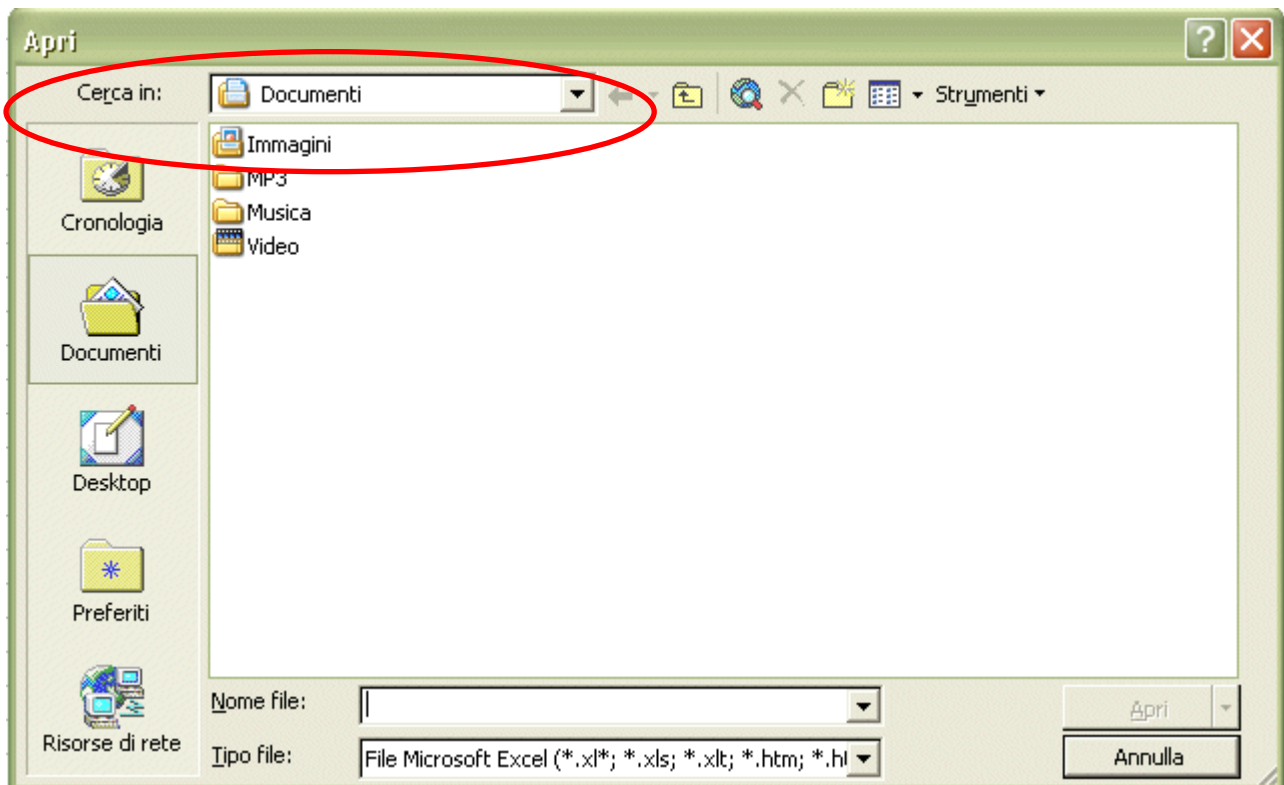 Apri
Cerca in:
Documenti
Strumenti
Immagini
MP3
Musica
Video
Cronologia
Documenti
Desktop
Preferiti
Risorse di rete
Nome file:
Apri
Tipo file:
File Microsoft Excel (*.xl*; *.xls; *.xlt; *.htm; *.ht
Annulla